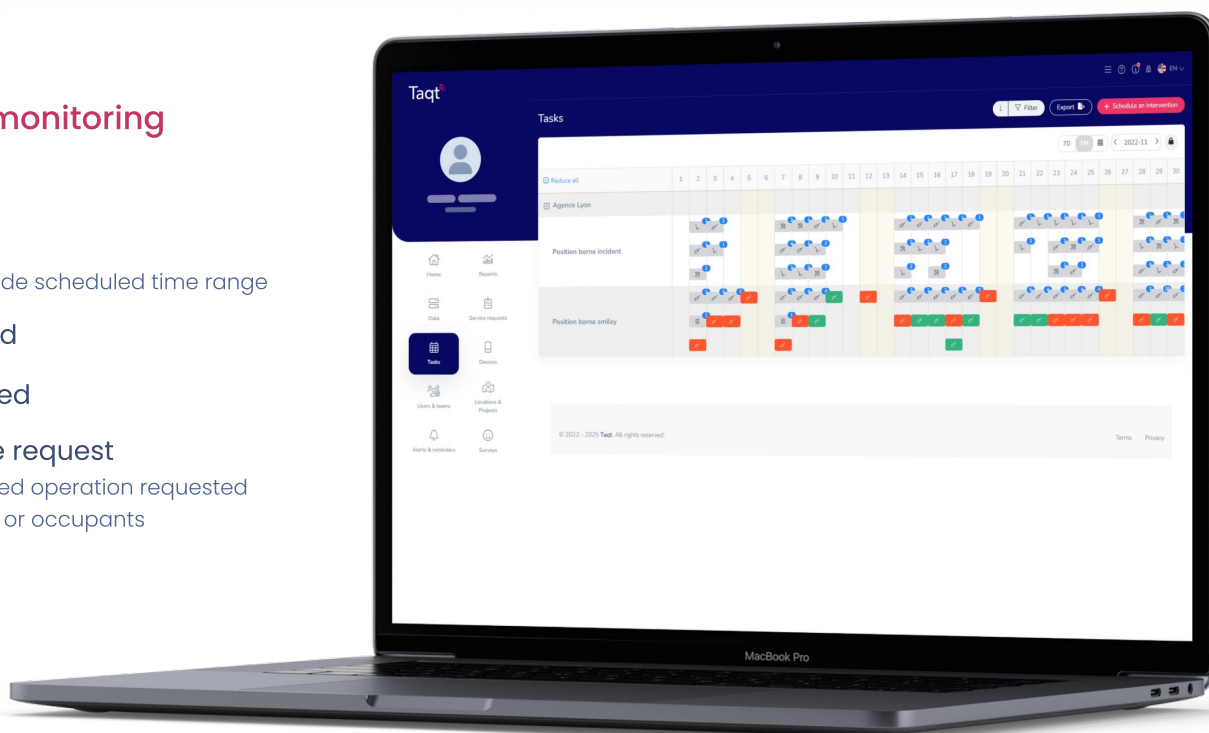 monitoring
de scheduled time range
d
ed
e request
ed operation requested
or occupants
Taqt
EN
Tasks
Filter
Export
+ Schedule an intervention
7D
1M
2022-11
Reduce all
1 2 3 4 5 6 7 8 9 10 11 12 13 14 15 16 17 18 19 20 21 22 23 24 25 26 27 28 29 30
Agence Lyon
Position borne incident
Position borne smiley
Home
Reports
Data
Service requests
Tasks
Devices
Users & teams
Locations &
Projects
Alerts & reminders
Surveys
© 2022 - 2025 Taqt. All rights reserved.
Terms
Privacy
MacBook Pro